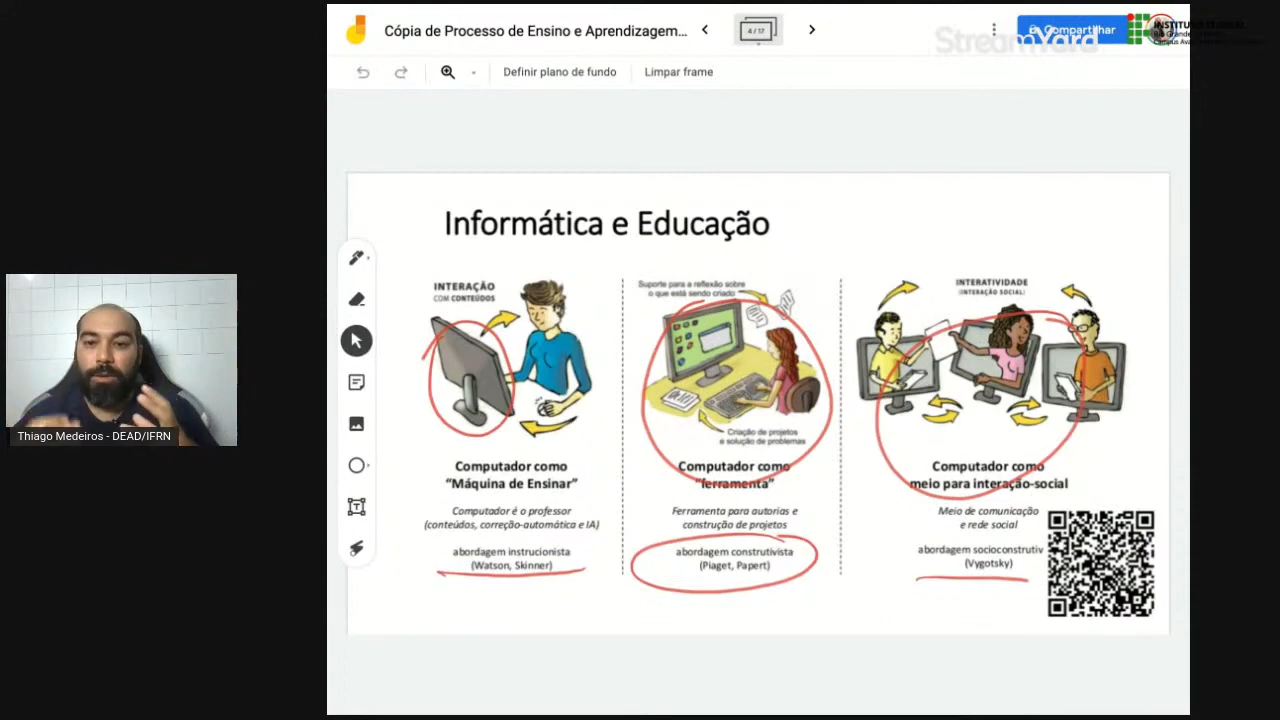 Cópia de Processo de Ensino e Aprendizagem...
4 / 17
Compartilhar
StreamYard
Definir plano de fundo
Limpar frame
Informática e Educação
INTERAÇÃO
COM CONTEÚDOS
Suporte para a reflexão sobre
o que está sendo criado
Criação de projetos
e solução de problemas
INTERATIVIDADE
(INTERAÇÃO SOCIAL)
Computador como
“Máquina de Ensinar”
Computador é o professor
(conteúdos, correção-automática e IA)
abordagem instrucionista
(Watson, Skinner)
Computador como
“ferramenta”
Ferramenta para autorias e
construção de projetos
abordagem construtivista
(Piaget, Papert)
Computador como
meio para interação-social
Meio de comunicação
e rede social
abordagem socioconstrutiv
(Vygotsky)
Thiago Medeiros - DEAD/IFRN